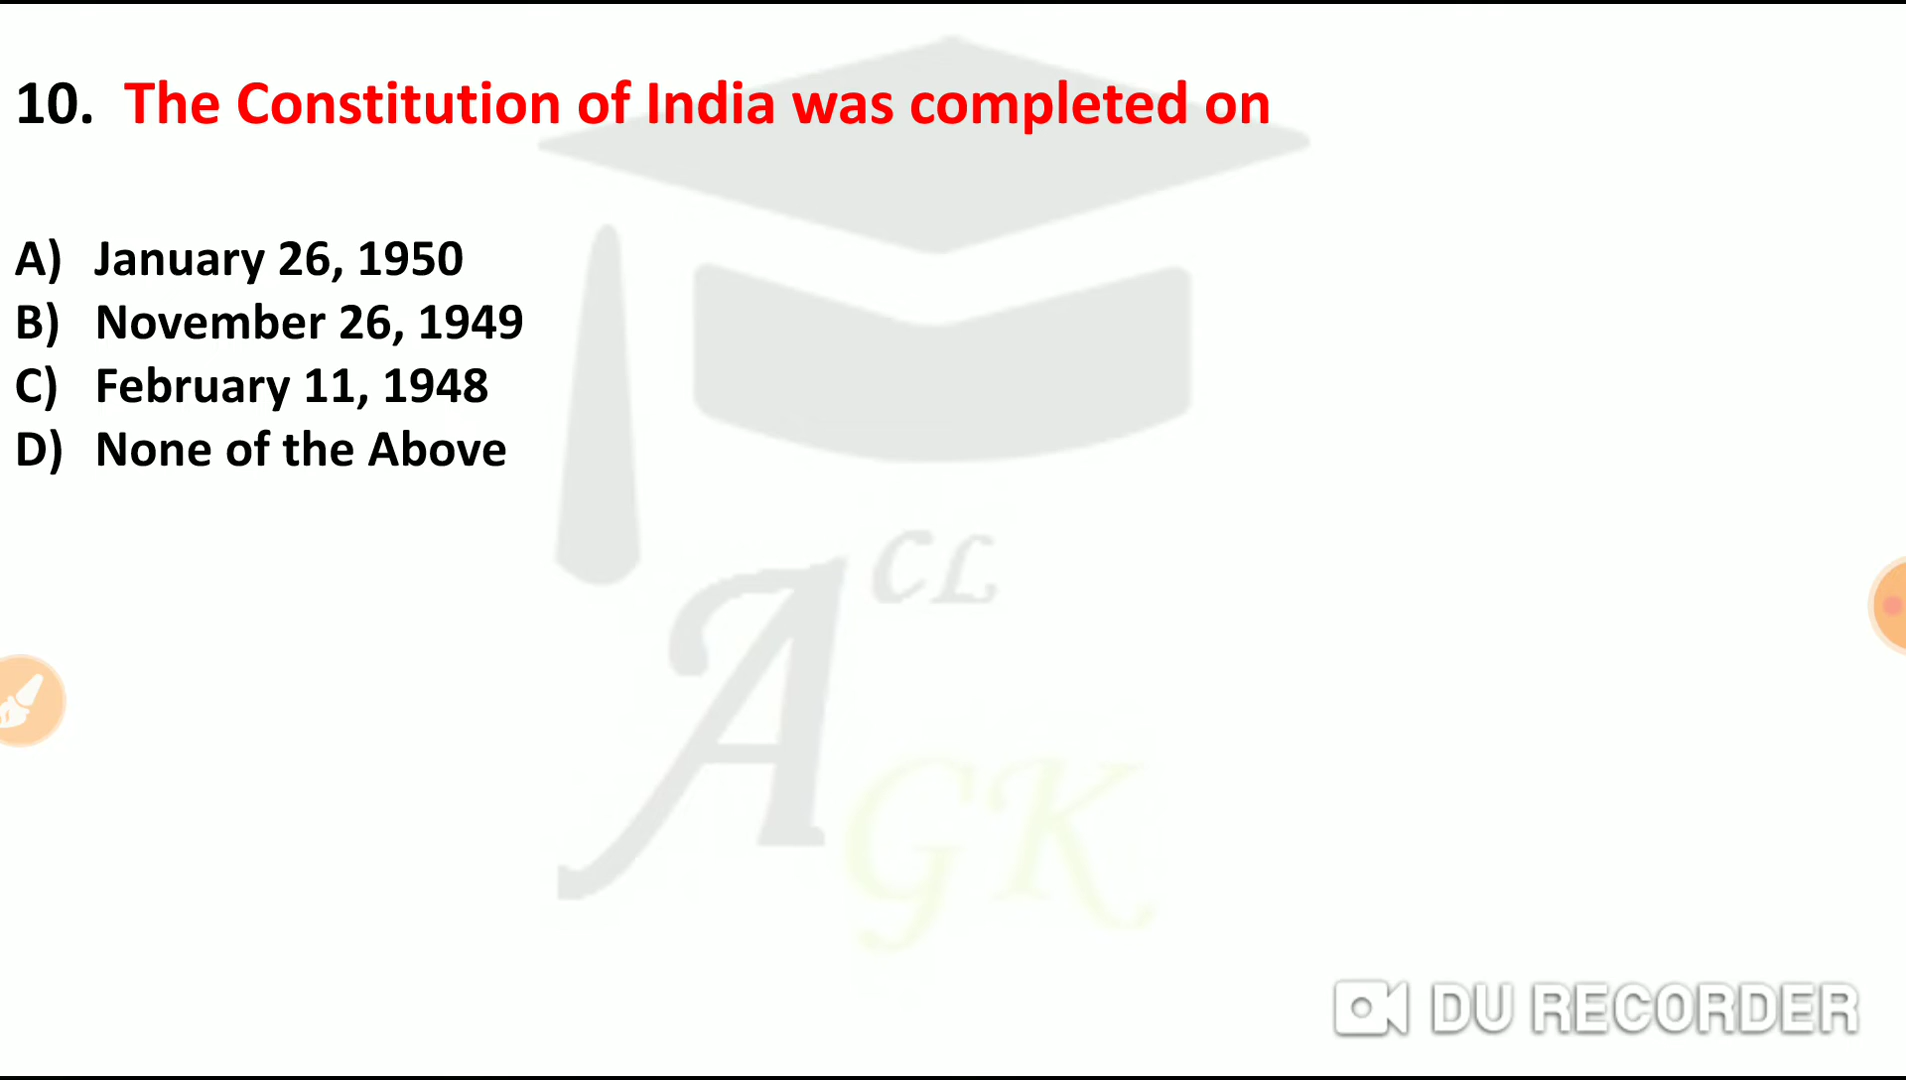 10. The Constitution of India was completed on
A) January 26, 1950
B) November 26, 1949
C) February 11, 1948
D) None of the Above
CL
A
GK
DU RECORDER